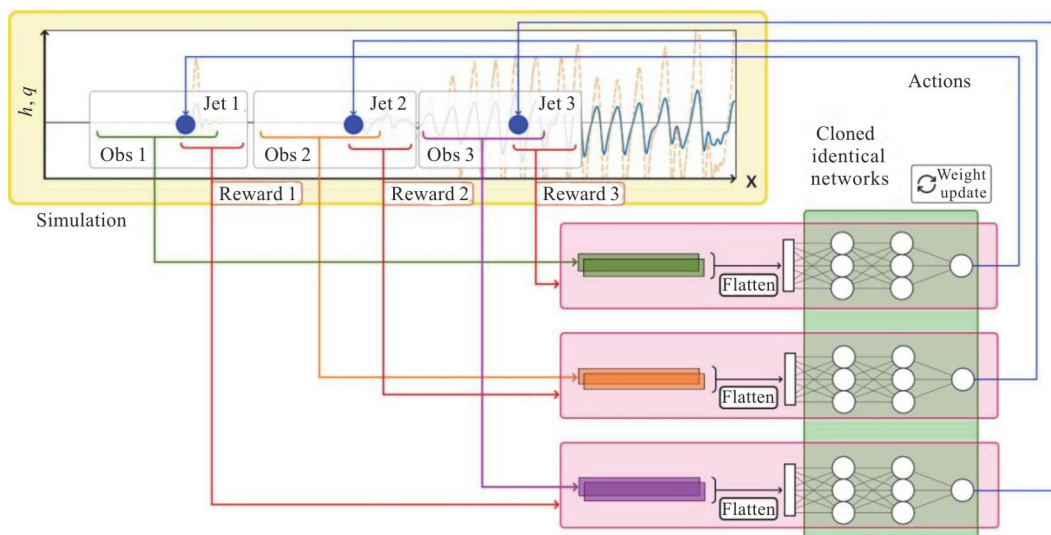 h, q
Jet 1
Jet 2
Jet 3
Obs 1
Obs 2
Obs 3
X
Reward 1
Reward 2
Reward 3
Simulation
Actions
Cloned
identical
networks
Weight
update
Flatten
Flatten
Flatten